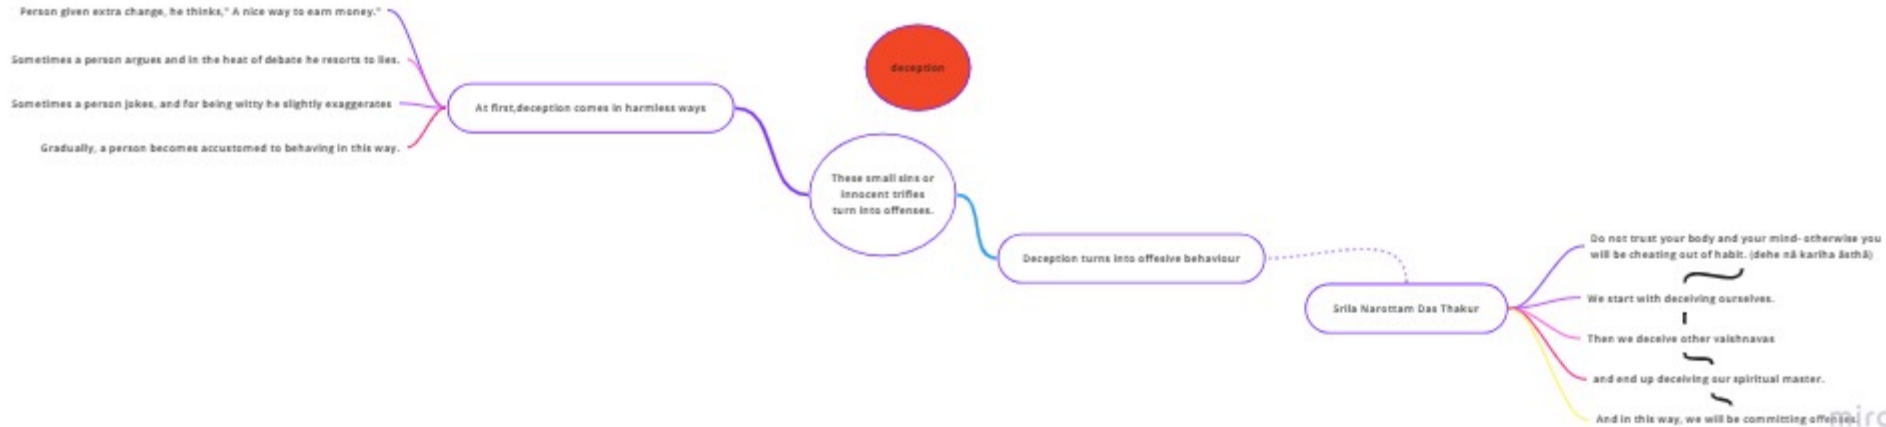 Person given extra change, he thinks," A nice way to earn money."
Sometimes a person argues and in the heat of debate he resorts to lies.
Sometimes a person jokes, and for being witty he slightly exaggerates
Gradually, a person becomes accustomed to behaving in this way.
At first,deception comes in harmless ways
deception
These small sins or
innocent trifles
turn into offenses.
Deception turns into offesive behaviour
Srila Narottam Das Thakur
Do not trust your body and your mind- otherwise you
will be cheating out of habit. (dehe nā kariha āsthā)
We start with deceiving ourselves.
Then we deceive other vaishnavas
and end up deceiving our spiritual master.
And in this way, we will be committing offenses.
miro